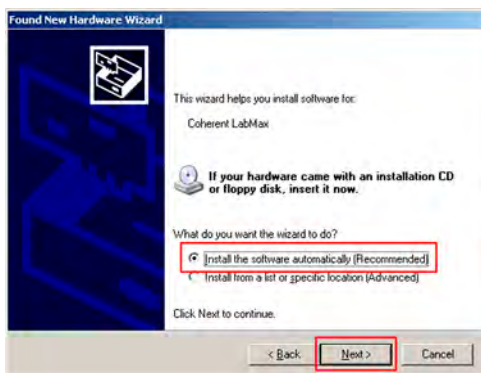 Found New Hardware Wizard
This wizard helps you install software for:
Coherent LabMax
If your hardware came with an installation CD
or floppy disk, insert it now.
What do you want the wizard to do?
Install the software automatically (Recommended)
Install from a list or specific location (Advanced)
Click Next to continue.
< Back
Next >
Cancel